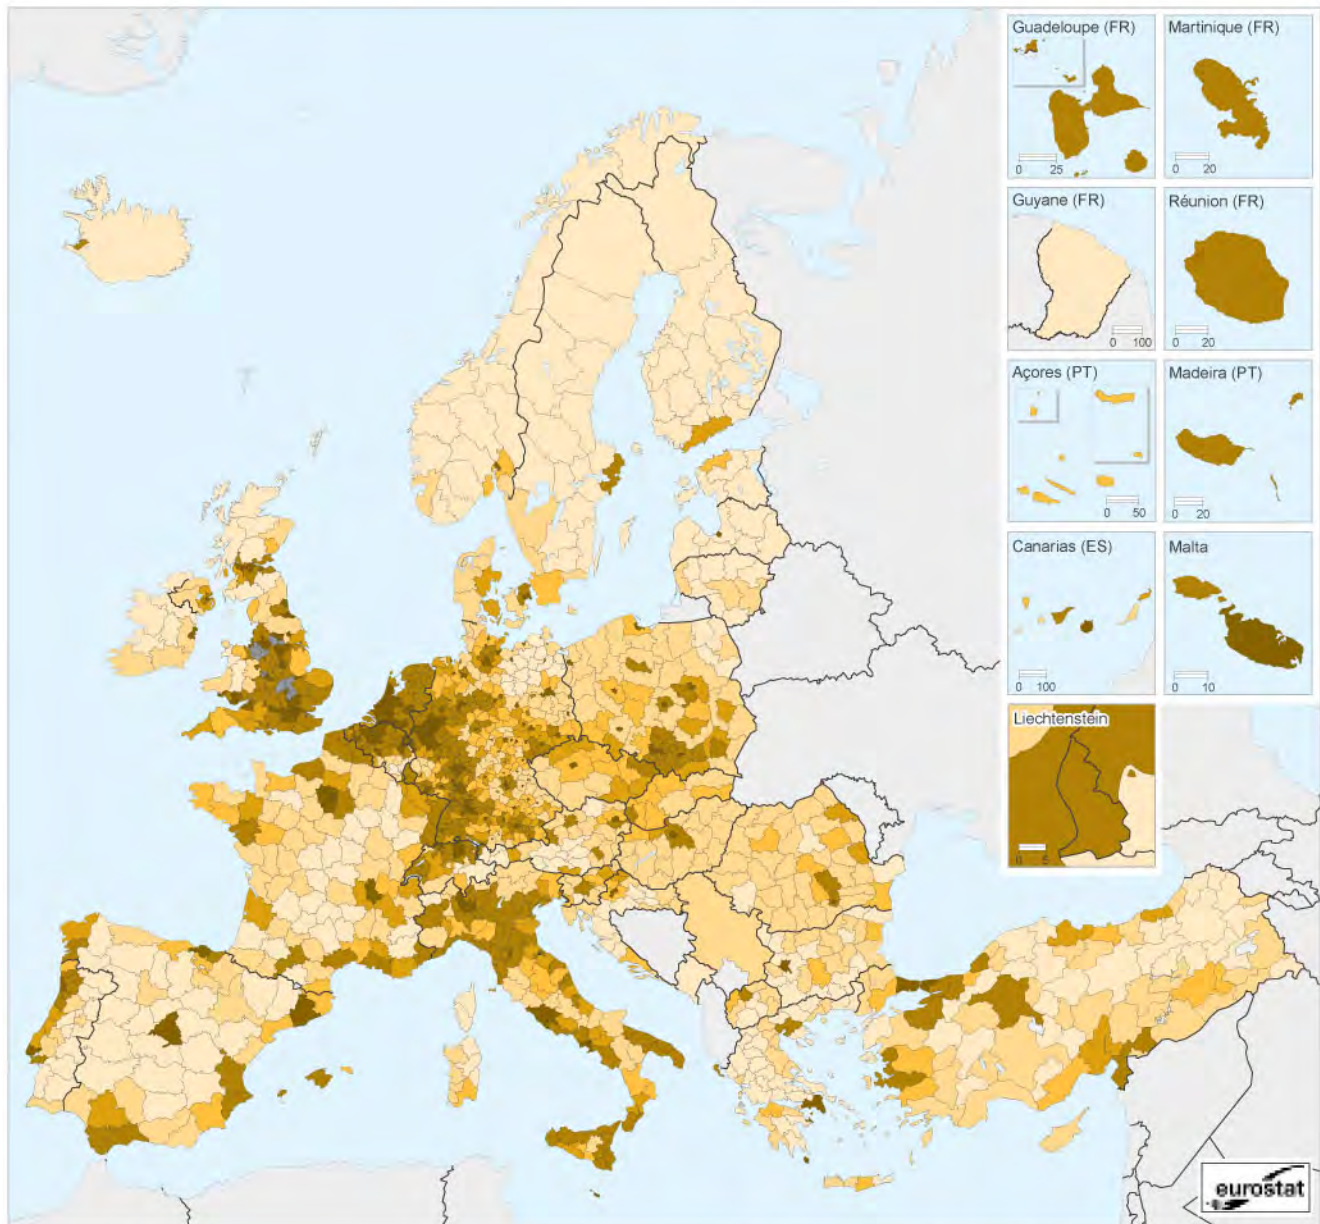 Guadeloupe (FR)
0 25
Martinique (FR)
0 20
Guyane (FR)
0 100
Réunion (FR)
0 20
Açores (PT)
0 50
Madeira (PT)
0 20
Canarias (ES)
0 100
Malta
0 10
Liechtenstein
0 5
eurostat